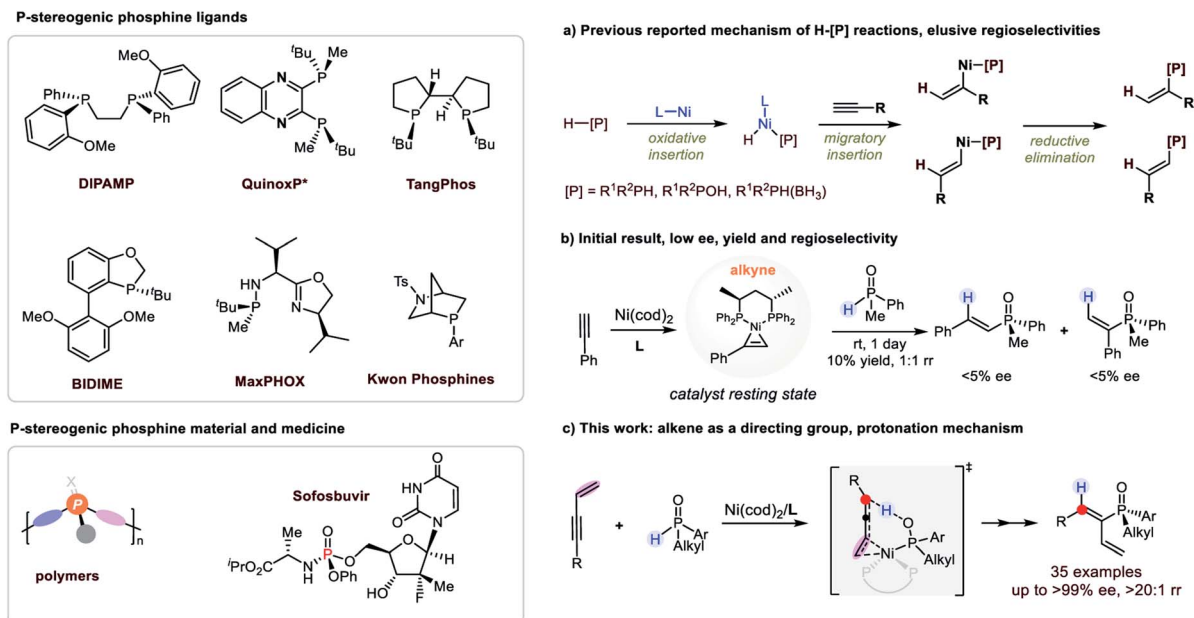 P-stereogenic phosphine ligands
MeO
Ph
P
P
Ph
OMe
DIPAMP
ᵗBu
Me
N
P
N
P
Me
ᵗBu
QuinoxP*
H
H
P
P
ᵗBu
ᵗBu
TangPhos
O
P
ᵗBu
MeO
OMe
BIDIME
HN
O
ᵗBu
P
N
Me
MaxPHOX
Ts
N
P
Ar
Kwon Phosphines
P-stereogenic phosphine material and medicine
X
P
n
polymers
Sofosbuvir
O
HN
O
N
Me
O
ⁱPrO₂C
N
H
P
OPh
O
O
H
HO
F
Me
a) Previous reported mechanism of H-[P] reactions, elusive regioselectivities
H—[P]
L—Ni
oxidative
insertion
L
Ni
H
[P]
R
migratory
insertion
Ni—[P]
H
R
Ni—[P]
H
R
reductive
elimination
[P]
H
R
[P]
H
R
[P] = R¹R²PH, R¹R²POH, R¹R²PH(BH₃)
b) Initial result, low ee, yield and regioselectivity
Ph
Ni(cod)₂
L
alkyne
Ph₂P
PPh₂
Ni
Ph
catalyst resting state
O
H
P
Ph
Me
rt, 1 day
10% yield, 1:1 rr
H
O
Ph
P
Ph
Me
<5% ee
+
H
O
P
Ph
Ph
Me
<5% ee
c) This work: alkene as a directing group, protonation mechanism
R
+
O
H
P
Ar
Alkyl
Ni(cod)₂/L
‡
R
H
O
Ar
P
Ni
Alkyl
P
P
H
O
R
P
Ar
Alkyl
35 examples
up to >99% ee, >20:1 rr